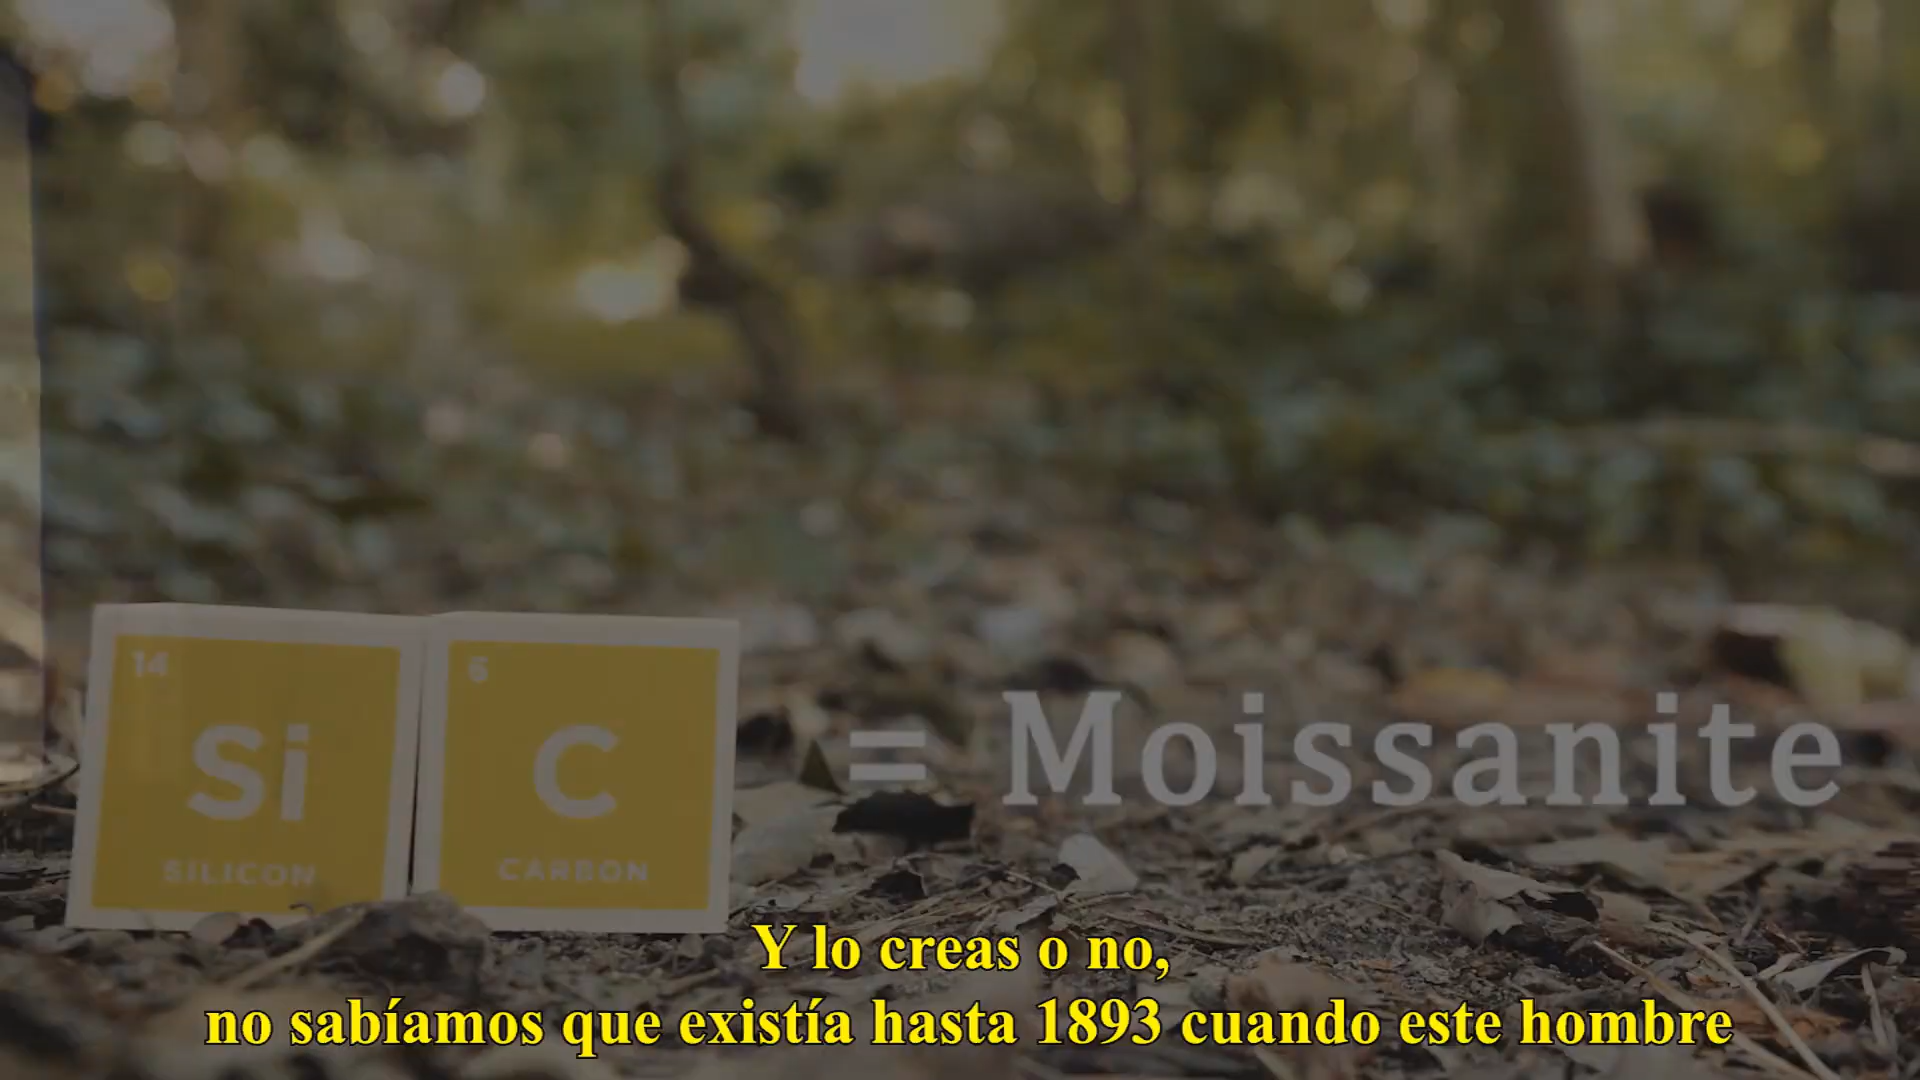 14
Si
SILICON
6
C
CARBON
= Moissanite
Y lo creas o no,
no sabíamos que existía hasta 1893 cuando este hombre